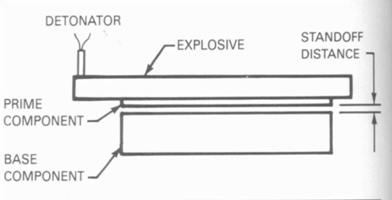 DETONATOR
EXPLOSIVE
STANDOFF
DISTANCE
PRIME
COMPONENT
BASE
COMPONENT